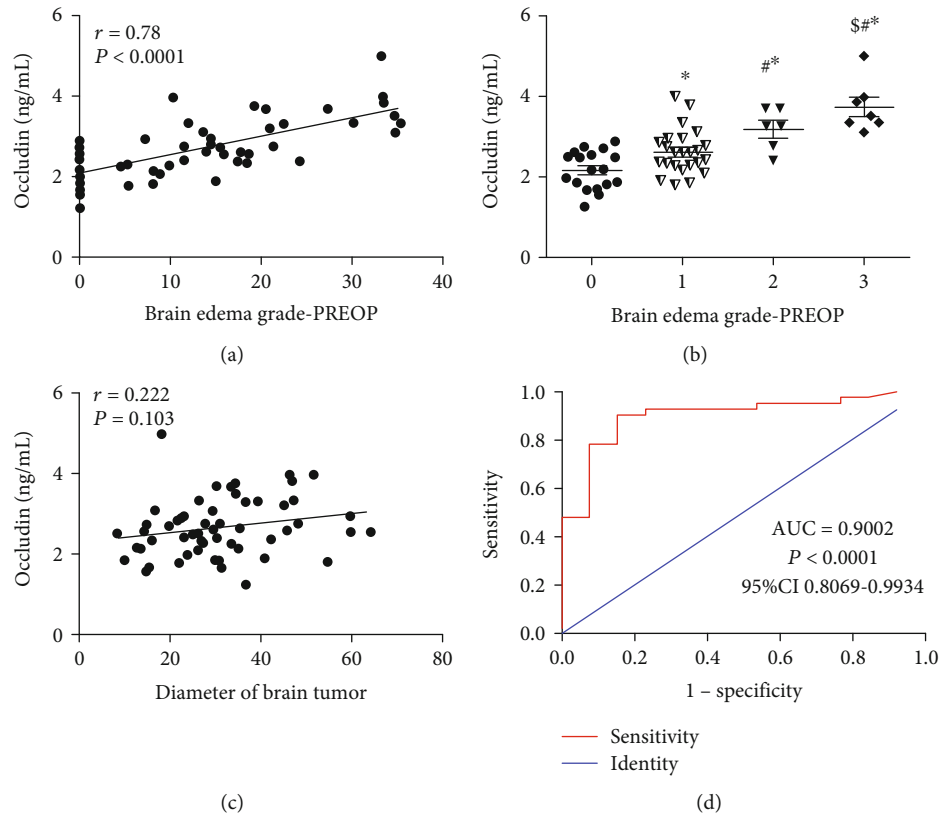 6
4
2
0
Occludin (ng/mL)
r = 0.78
P < 0.0001
0 10 20 30 40
Brain edema grade-PREOP
(a)
6
4
2
0
Occludin (ng/mL)
*
#*
$#*
0 1 2 3
Brain edema grade-PREOP
(b)
6
4
2
0
Occludin (ng/mL)
r = 0.222
P = 0.103
0 20 40 60 80
Diameter of brain tumor
(c)
1.0
0.8
0.6
0.4
0.2
0.0
Sensitivity
AUC = 0.9002
P < 0.0001
95%CI 0.8069-0.9934
0.0 0.2 0.4 0.6 0.8 1.0
1 – specificity
Sensitivity
Identity
(d)